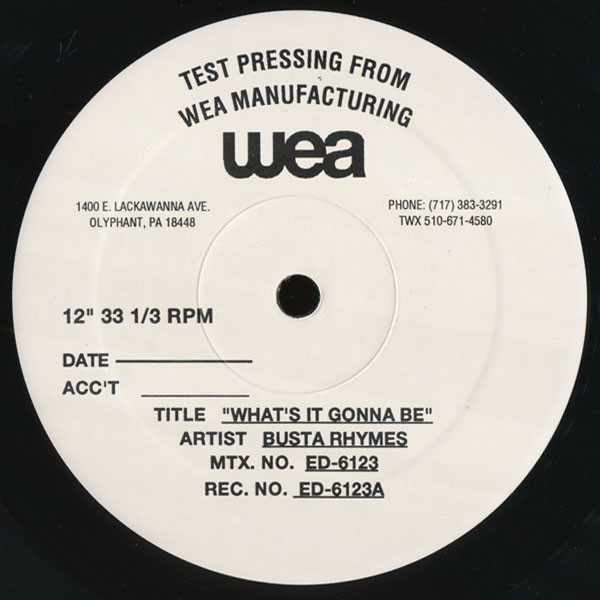 TEST PRESSING FROM
WEA MANUFACTURING
wea
1400 E. LACKAWANNA AVE.
OLYPHANT, PA 18448
PHONE: (717) 383-3291
TWX 510-671-4580
12" 33 1/3 RPM
DATE
ACC'T
TITLE "WHAT'S IT GONNA BE"
ARTIST BUSTA RHYMES
MTX. NO. ED-6123
REC. NO. ED-6123A